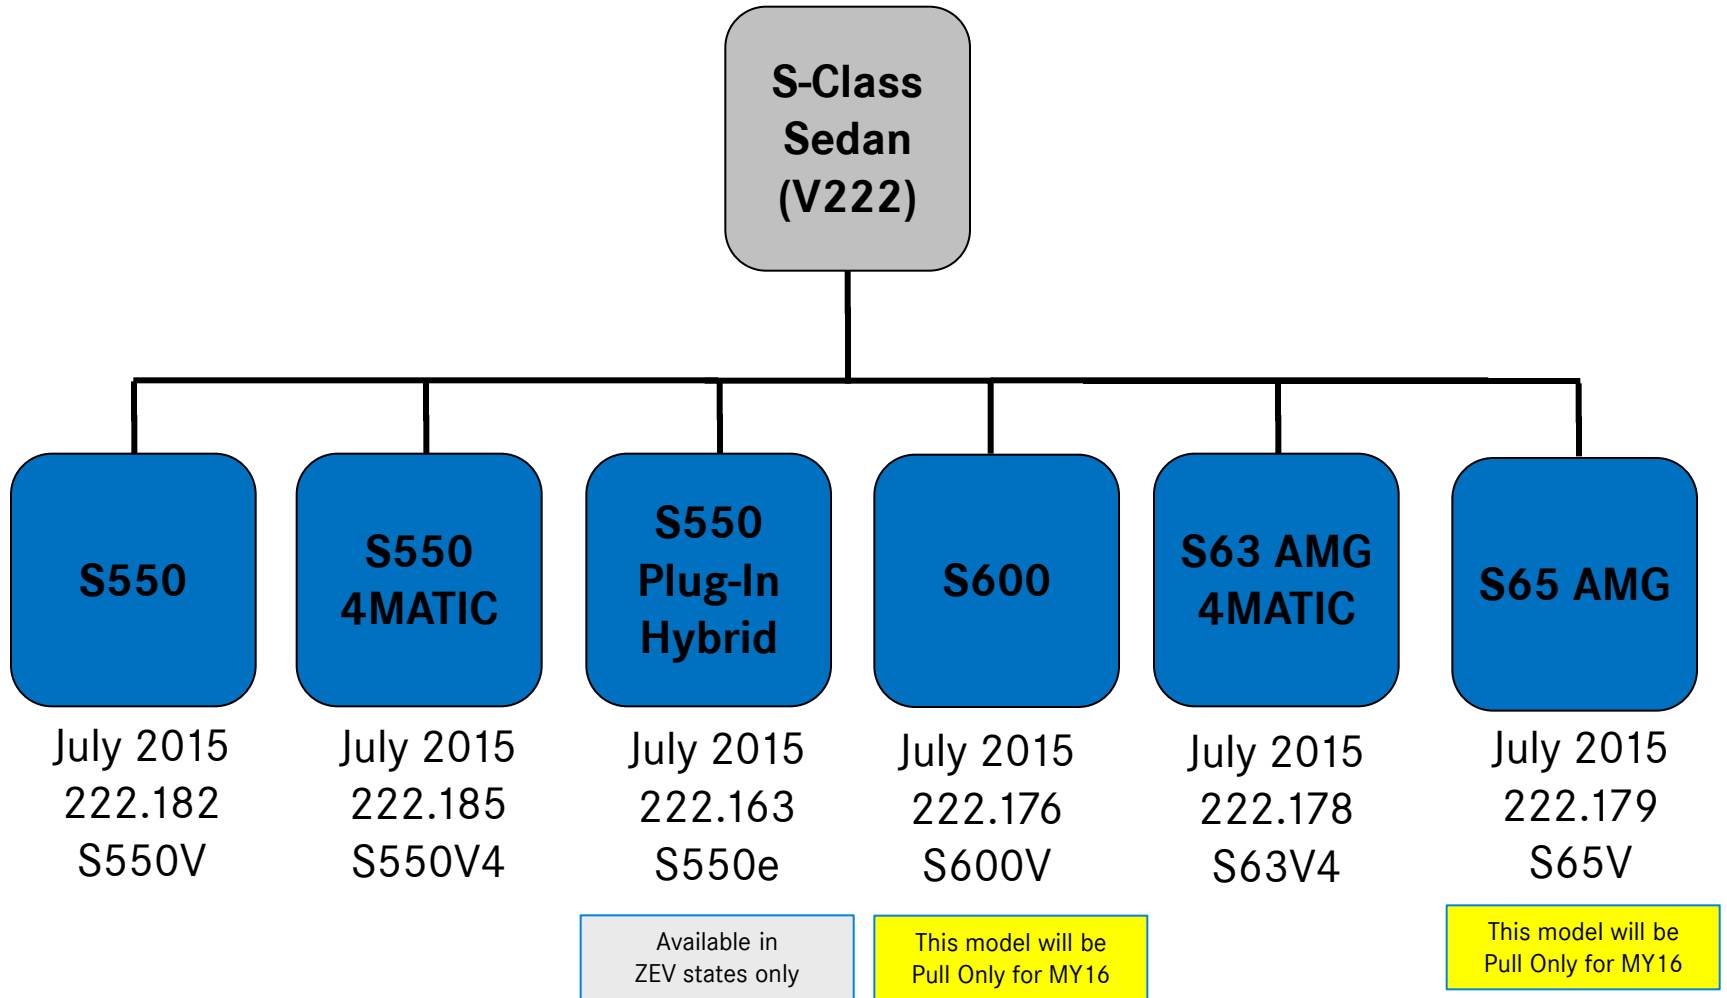 S-Class
Sedan
(V222)
S550
S550
4MATIC
S550
Plug-In
Hybrid
S600
S63 AMG
4MATIC
S65 AMG
July 2015
222.182
S550V
July 2015
222.185
S550V4
July 2015
222.163
S550e
July 2015
222.176
S600V
July 2015
222.178
S63V4
July 2015
222.179
S65V
Available in
ZEV states only
This model will be
Pull Only for MY16
This model will be
Pull Only for MY16